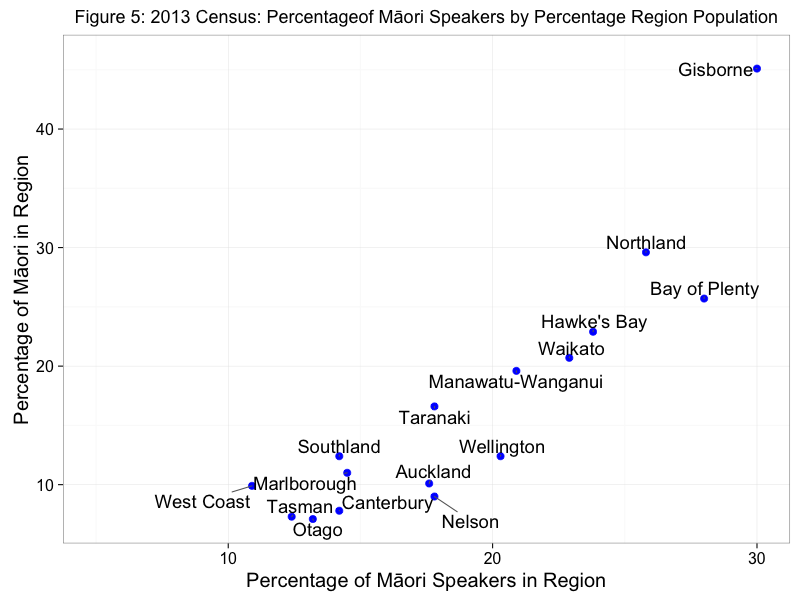 Figure 5: 2013 Census: Percentageof Māori Speakers by Percentage Region Population
Gisborne
40
Northland
30
Bay of Plenty
Hawke's Bay
Waikato
20
Manawatu-Wanganui
Taranaki
Southland
Wellington
Auckland
10
Marlborough
West Coast
Tasman
Canterbury
Nelson
Otago
10
20
30
Percentage of Māori in Region
Percentage of Māori Speakers in Region